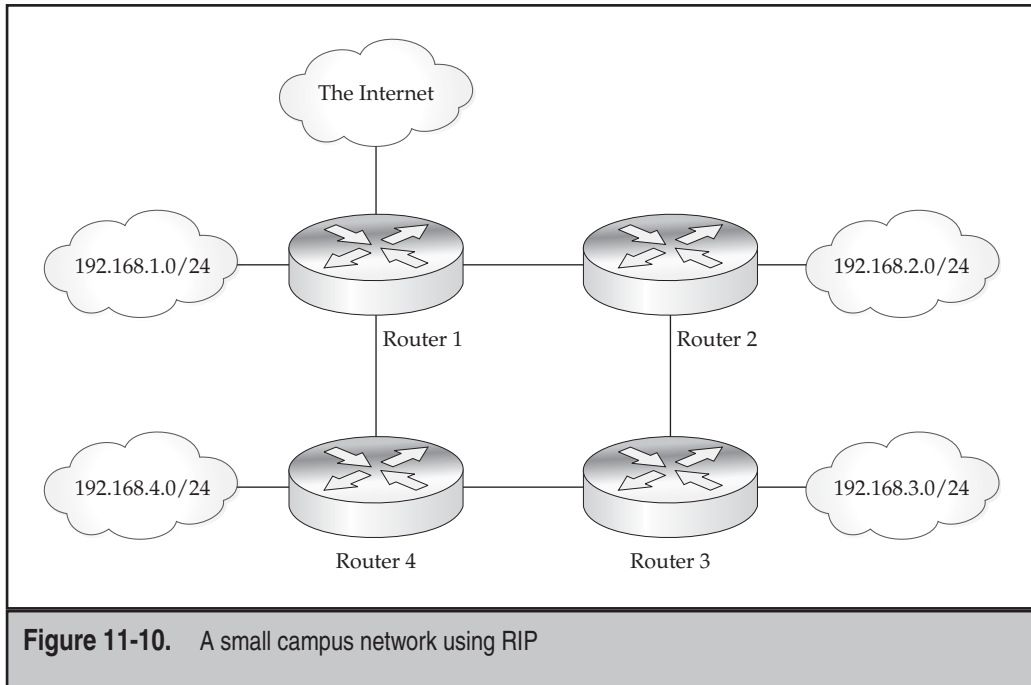 The Internet
192.168.1.0/24
192.168.2.0/24
Router 1
Router 2
192.168.4.0/24
192.168.3.0/24
Router 4
Router 3
Figure 11-10. A small campus network using RIP